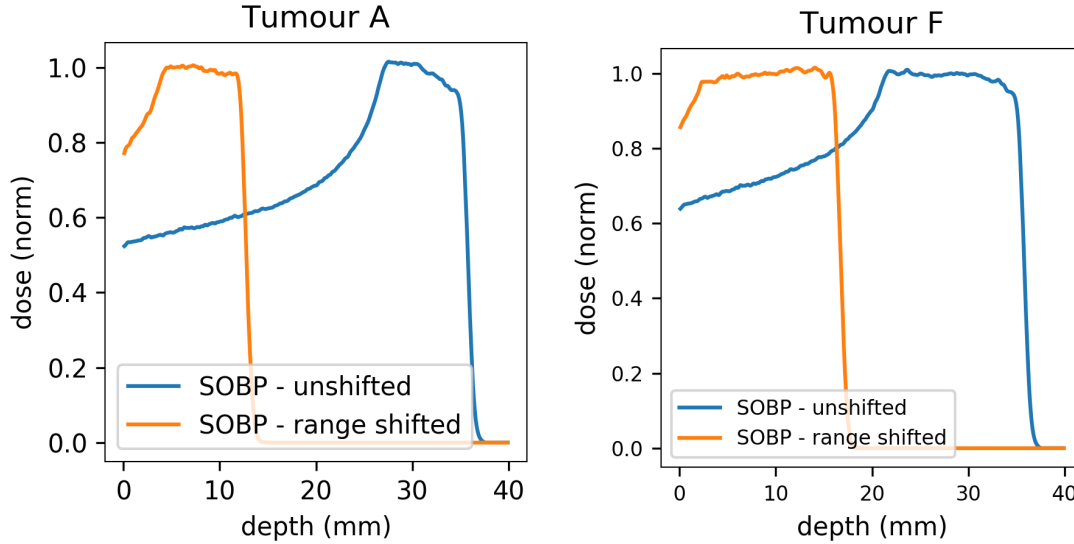 Tumour A
dose (norm)
1.0
0.8
0.6
0.4
0.2
0.0
SOBP - unshifted
SOBP - range shifted
0 10 20 30 40
depth (mm)
Tumour F
dose (norm)
1.0
0.8
0.6
0.4
0.2
0.0
SOBP - unshifted
SOBP - range shifted
0 10 20 30 40
depth (mm)